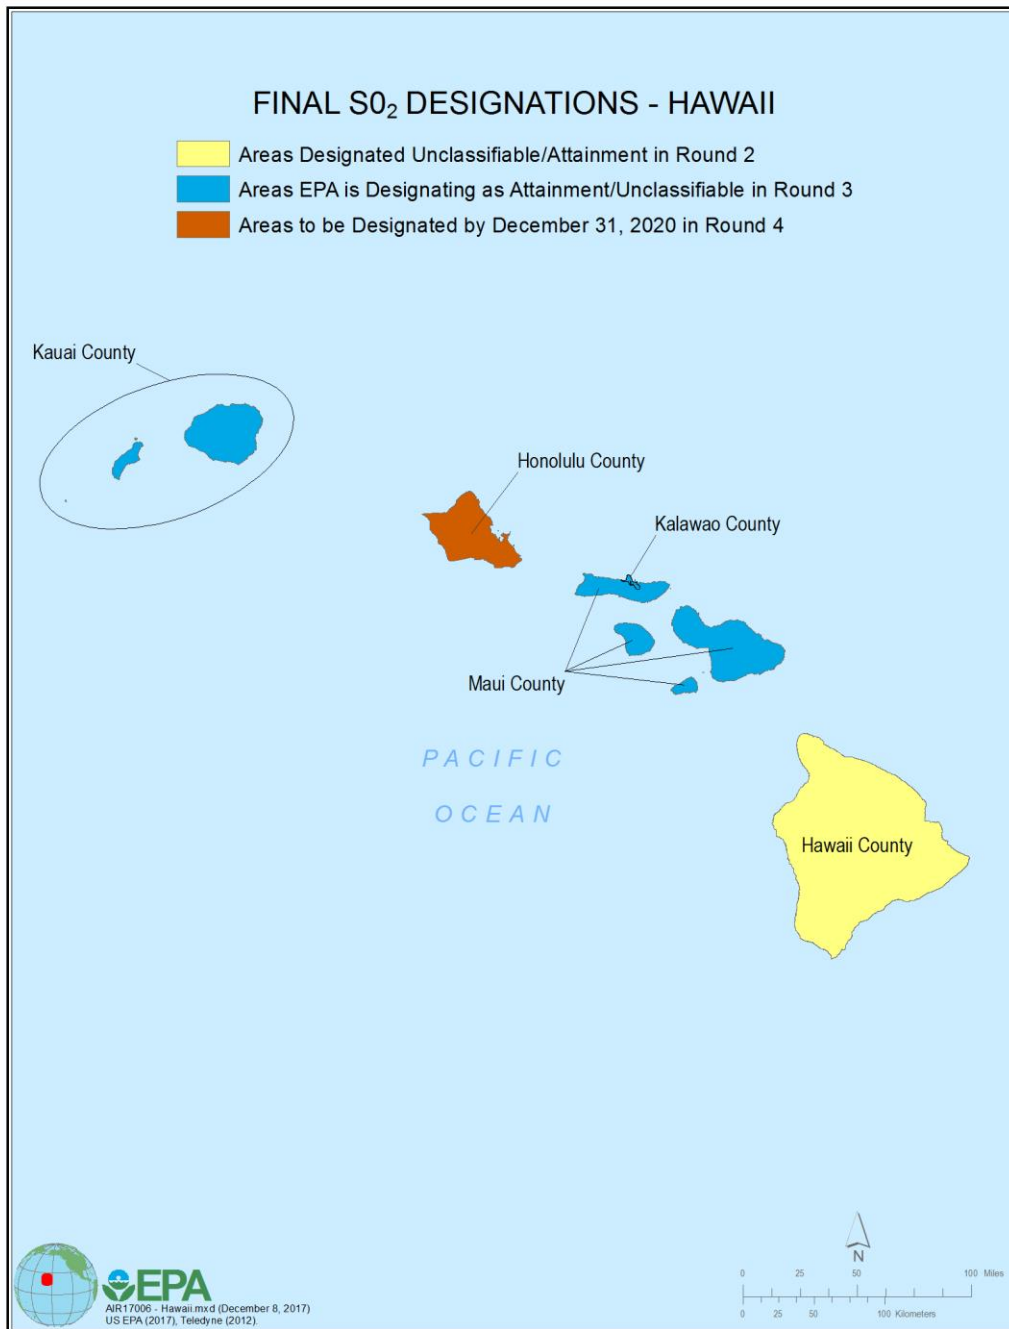 FINAL S0₂ DESIGNATIONS - HAWAII
Areas Designated Unclassifiable/Attainment in Round 2
Areas EPA is Designating as Attainment/Unclassifiable in Round 3
Areas to be Designated by December 31, 2020 in Round 4
Kauai County
Honolulu County
Kalawao County
Maui County
PACIFIC
OCEAN
Hawaii County
N
0 25 50 100 Miles
0 25 50 100 Kilometers
EPA
AIR17006 - Hawaii.mxd (December 8, 2017)
US EPA (2017), Teledyne (2012).